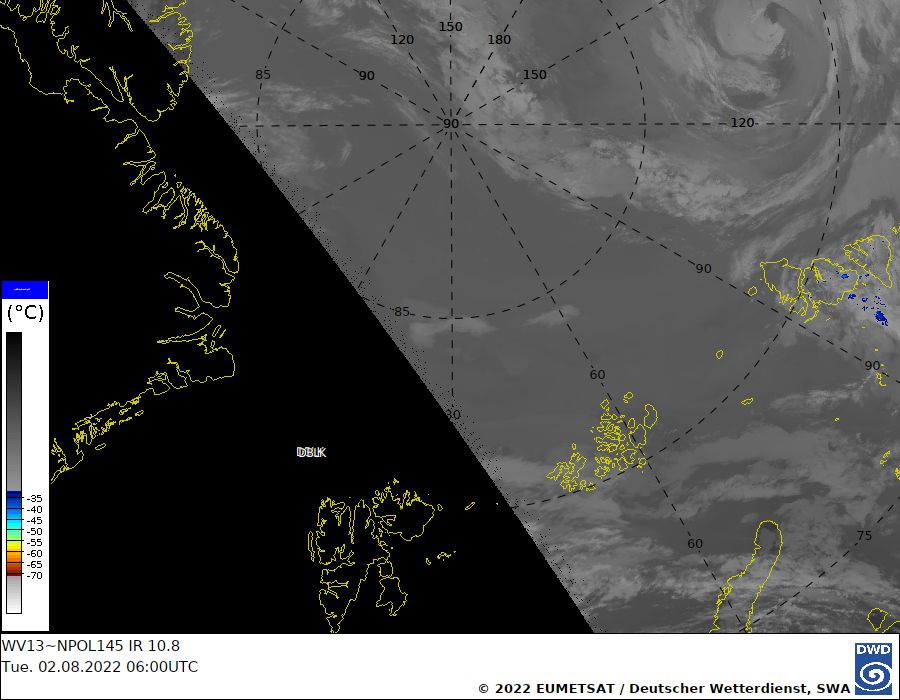 150
120 180
85 90 150
90 120
90
85
90
60
30
DBLK
(°C)
-35
-40
-45
-50
-55
-60
-65
-70
60 75
WV13~NPOL145 IR 10.8
Tue. 02.08.2022 06:00UTC
DWD
© 2022 EUMETSAT / Deutscher Wetterdienst, SWA